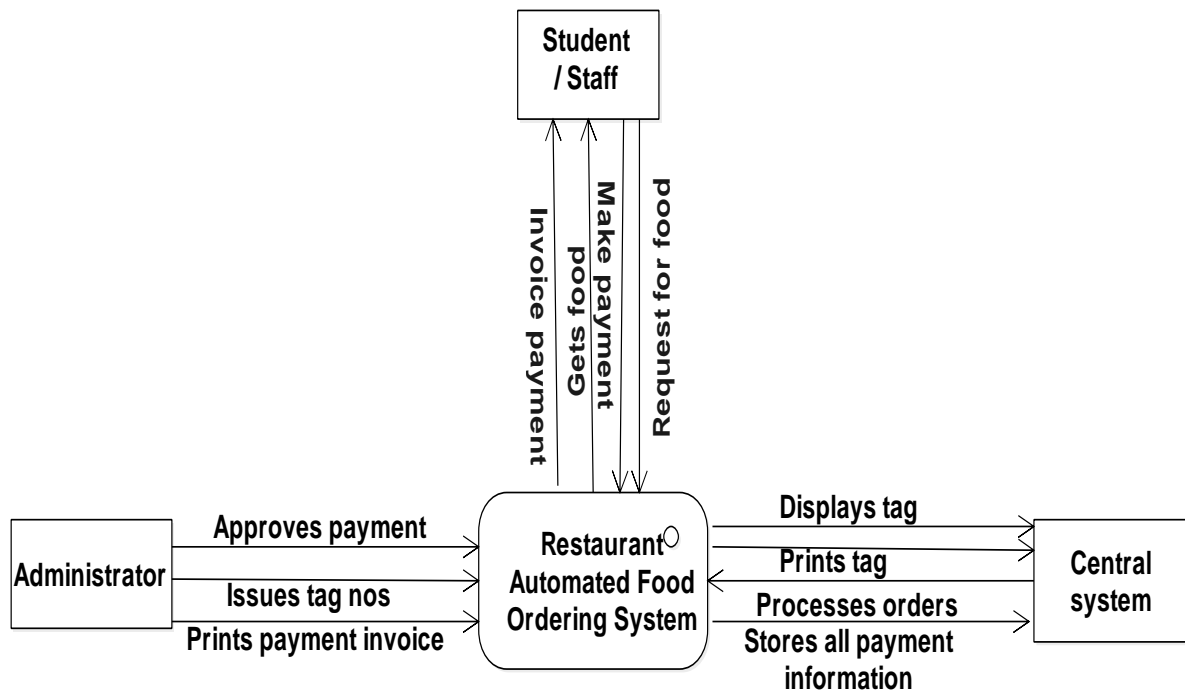 Student
/ Staff
Invoice payment
Gets food
Make payment
Request for food
Administrator
Approves payment
Issues tag nos
Prints payment invoice
Restaurant
Automated Food
Ordering System
Displays tag
Prints tag
Processes orders
Stores all payment
information
Central
system